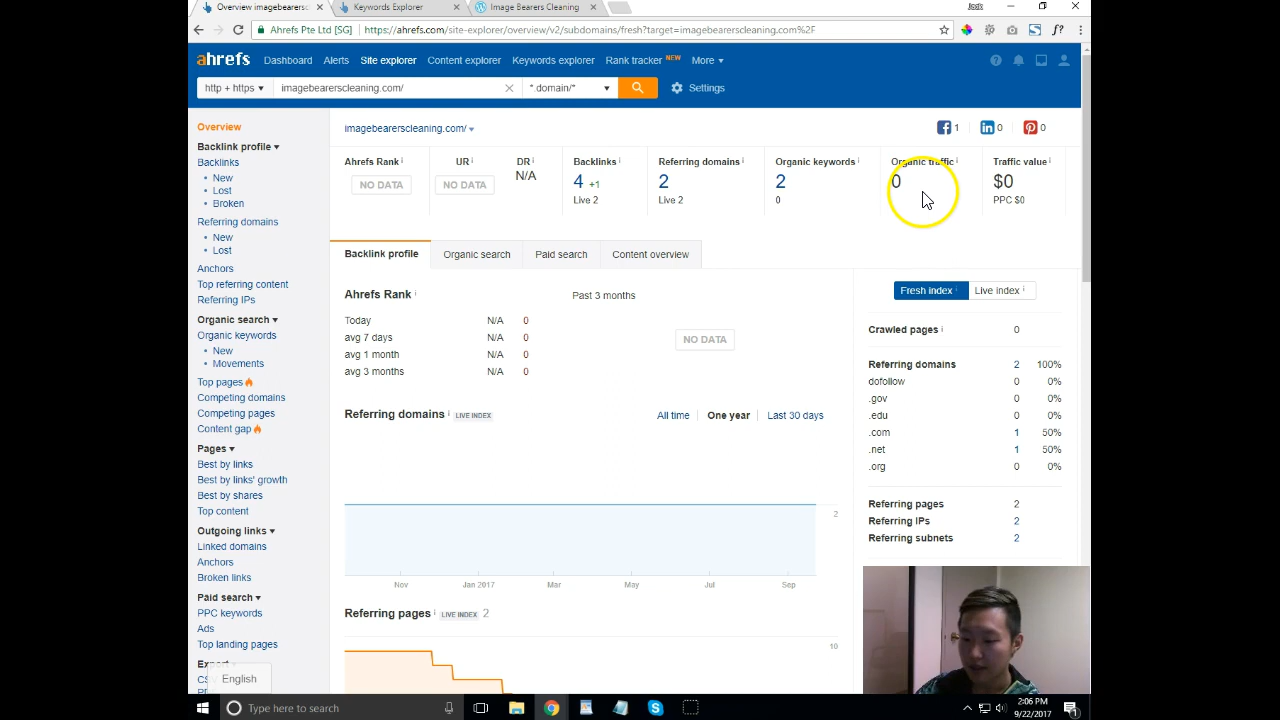 Overview imagebearersc
Keywords Explorer
Image Bearers Cleaning
Ahrefs Pte Ltd [SG]
https://ahrefs.com/site-explorer/overview/v2/subdomains/fresh?target=imagebearerscleaning.com%2F
ahrefs Dashboard Alerts Site explorer Content explorer Keywords explorer Rank tracker NEW More
http + https imagebearerscleaning.com/ *.domain/* Settings
Overview
Backlink profile
Backlinks
New
Lost
Broken
Referring domains
New
Lost
Anchors
Top referring content
Referring IPs
Organic search
Organic keywords
New
Movements
Top pages
Competing domains
Competing pages
Content gap
Pages
Best by links
Best by links' growth
Best by shares
Top content
Outgoing links
Linked domains
Anchors
Broken links
Paid search
PPC keywords
Ads
Top landing pages
English
imagebearerscleaning.com/
1 0 0
Ahrefs Rank UR DR Backlinks Referring domains Organic keywords Organic traffic Traffic value
NO DATA NO DATA N/A 4 +1 2 2 0 $0
Live 2 Live 2 0 PPC $0
Backlink profile Organic search Paid search Content overview
Ahrefs Rank Past 3 months
Today N/A 0
avg 7 days N/A 0
avg 1 month N/A 0
avg 3 months N/A 0
NO DATA
Referring domains LIVE INDEX All time One year Last 30 days
2
Nov Jan 2017 Mar May Jul Sep
Referring pages LIVE INDEX 2
10
Fresh index Live index
Crawled pages 0
Referring domains 2 100%
dofollow 0 0%
.gov 0 0%
.edu 0 0%
.com 1 50%
.net 1 50%
.org 0 0%
Referring pages 2
Referring IPs 2
Referring subnets 2
Type here to search
2:06 PM
9/22/2017